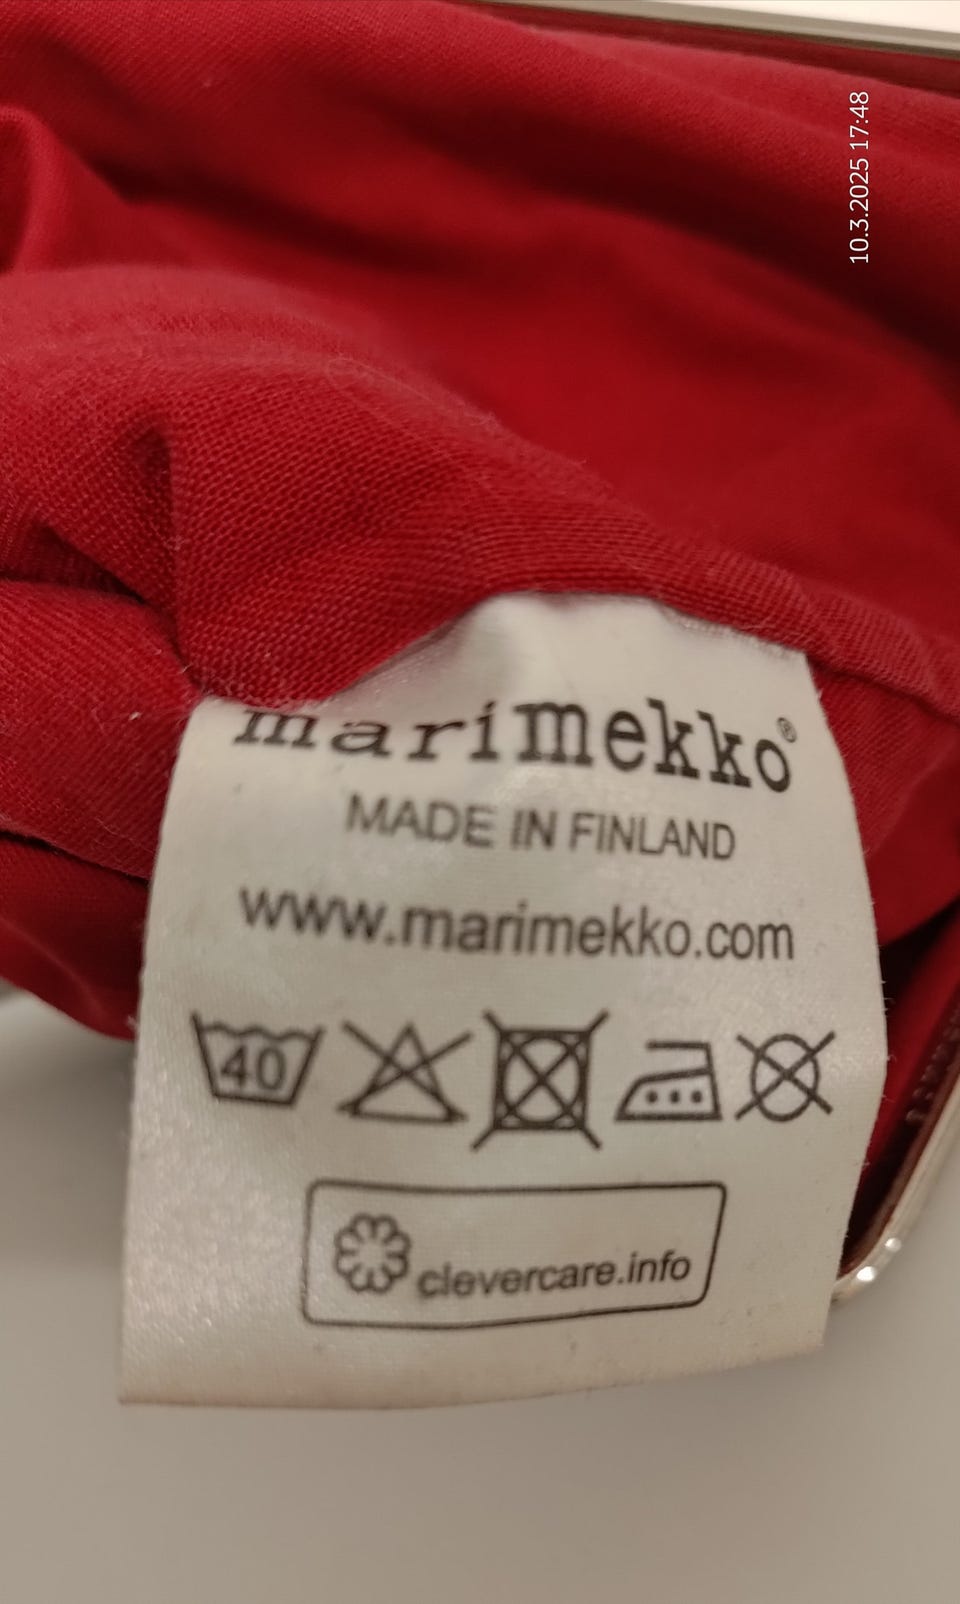 10.3.2025 17:48
marimekko®
MADE IN FINLAND
www.marimekko.com
40
clevercare.info